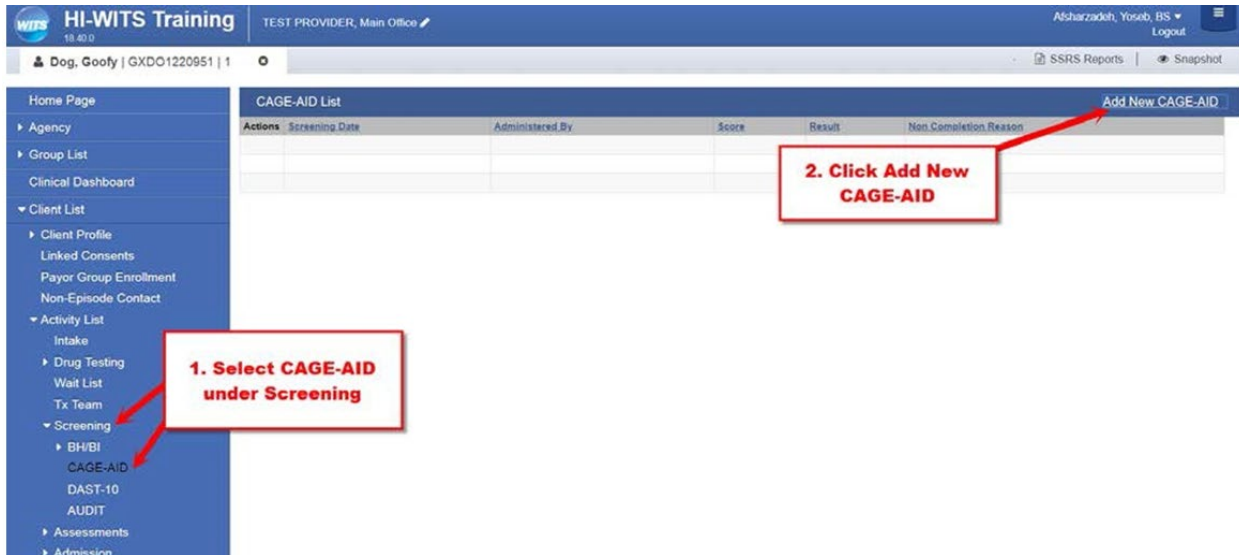 WITS
HI-WITS Training
18.40.0
TEST PROVIDER, Main Office
Afsharzadeh, Yoseb, BS
Logout
Dog, Goofy | GXDO1220951 | 1
SSRS Reports | Snapshot
Home Page
Agency
Group List
Clinical Dashboard
Client List
Client Profile
Linked Consents
Payor Group Enrollment
Non-Episode Contact
Activity List
Intake
Drug Testing
Wait List
Tx Team
Screening
BH/BI
CAGE-AID
DAST-10
AUDIT
Assessments
Admission
CAGE-AID List
Add New CAGE-AID
Actions Screening Date Administered By Score Result Non Completion Reason
2. Click Add New
CAGE-AID
1. Select CAGE-AID
under Screening